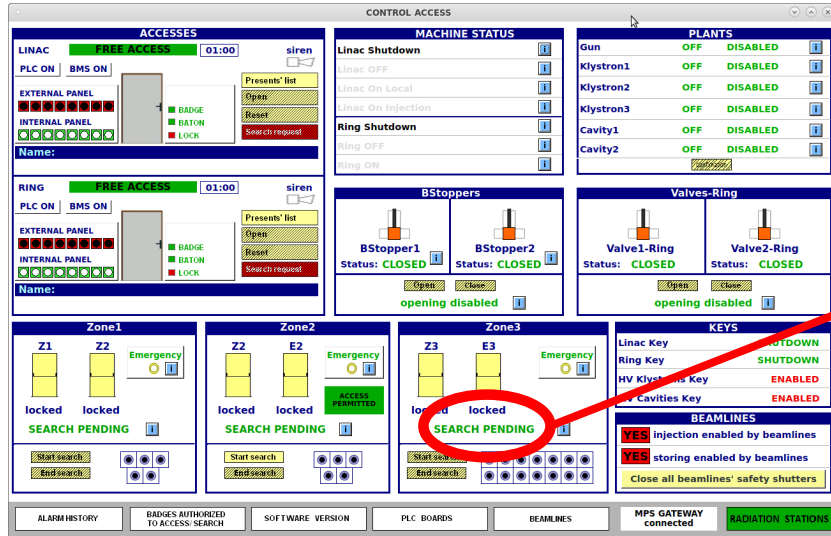 CONTROL ACCESS
ACCESSES
LINAC FREE ACCESS 01:00 siren
PLC ON BMS ON
Presents' list
EXTERNAL PANEL
Open
BADGE
Reset
INTERNAL PANEL
BATON
LOCK
Search request
Name:
RING FREE ACCESS 01:00 siren
PLC ON BMS ON
Presents' list
EXTERNAL PANEL
Open
BADGE
Reset
INTERNAL PANEL
BATON
LOCK
Search request
Name:
MACHINE STATUS
Linac Shutdown i
Linac OFF i
Linac On Local i
Linac On Injection i
Ring Shutdown i
Ring OFF i
Ring ON i
PLANTS
Gun OFF DISABLED i
Klystron1 OFF DISABLED i
Klystron2 OFF DISABLED i
Klystron3 OFF DISABLED i
Cavity1 OFF DISABLED i
Cavity2 OFF DISABLED i
BStoppers
BStopper1 BStopper2
Status: CLOSED i Status: CLOSED i
Open Close
opening disabled i
Valves-Ring
Valve1-Ring Valve2-Ring
Status: CLOSED Status: CLOSED
Open Close
opening disabled i
Zone1
Z1 Z2
Emergency
i
locked locked
SEARCH PENDING i
Start search
End search
Zone2
Z2 E2
Emergency
i
ACCESS
PERMITTED
locked locked
SEARCH PENDING i
Start search
End search
Zone3
Z3 E3
Emergency
i
locked
SEARCH PENDING i
Start search
End search
KEYS
Linac Key
Ring Key SHUTDOWN
HV Key ENABLED
Cavities Key ENABLED
BEAMLINES
YES injection enabled by beamlines
YES storing enabled by beamlines
Close all beamlines' safety shutters
ALARM HISTORY
BADGES AUTHORIZED
TO ACCESS/SEARCH
SOFTWARE VERSION
PLC BOARDS
BEAMLINES
MPS GATEWAY
connected
RADIATION STATIONS